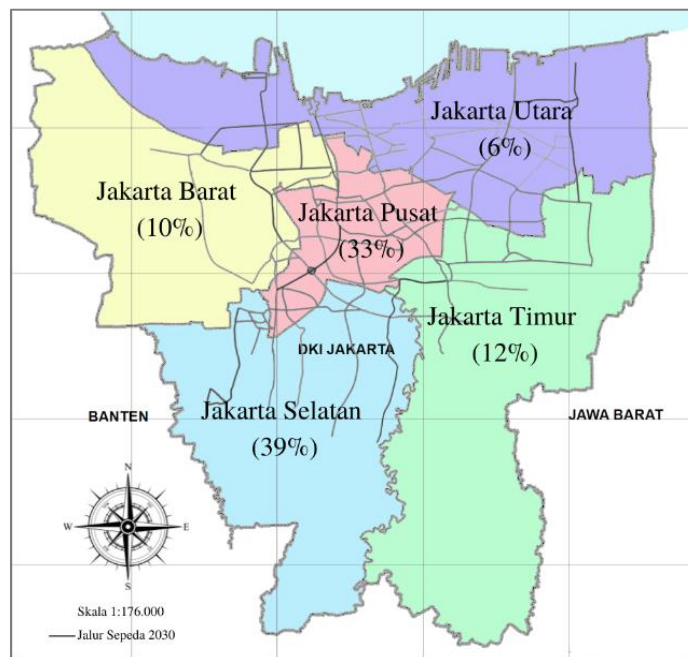 Jakarta Utara
(6%)
Jakarta Barat
(10%)
Jakarta Pusat
(33%)
Jakarta Timur
(12%)
DKI JAKARTA
BANTEN
Jakarta Selatan
(39%)
JAWA BARAT
N
W
E
S
Skala 1:176.000
Jalur Sepeda 2030